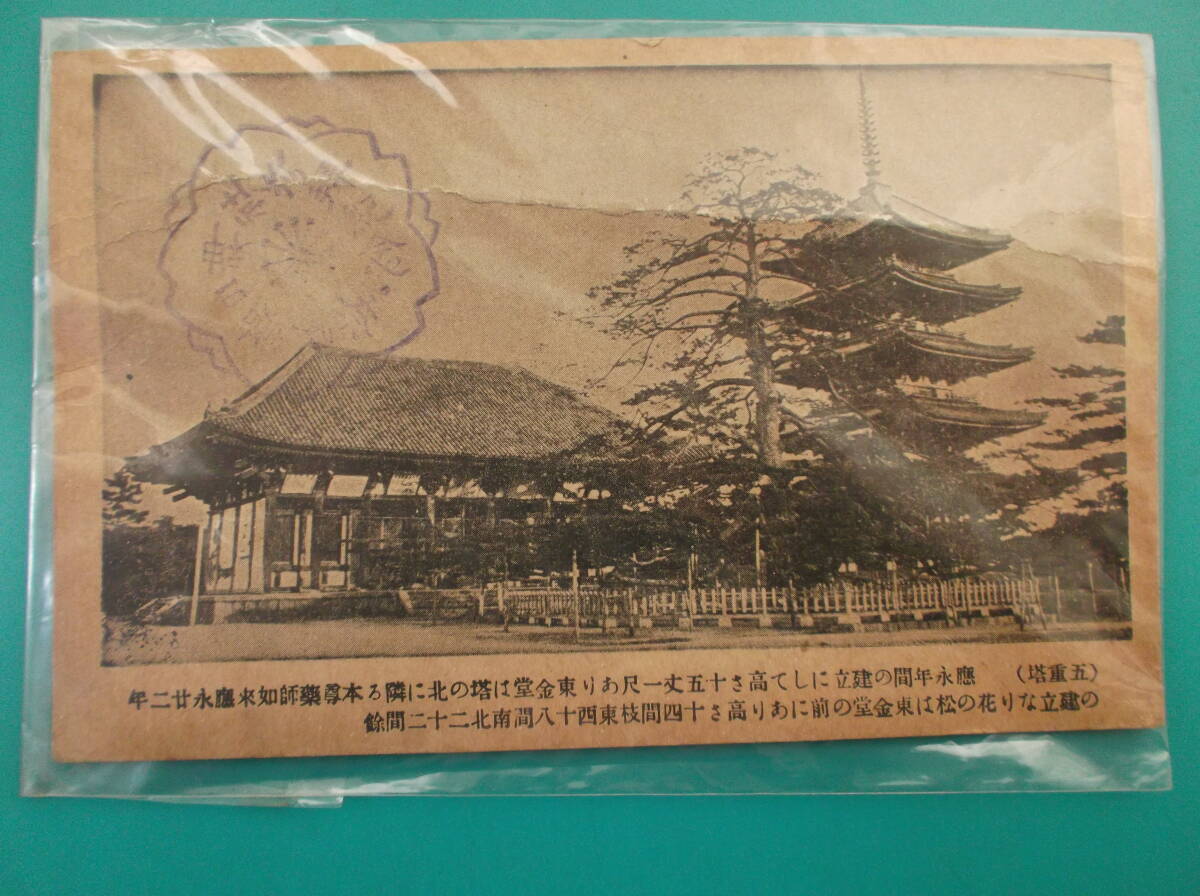 （五重塔）　應永年間の建立にして高さ十五丈一尺あり東金堂は塔の北に隣る本尊藥師如來應永廿二年
の建立なり花の松は東金堂の前にあり高さ十四間枝東西十八間南北二十二間餘